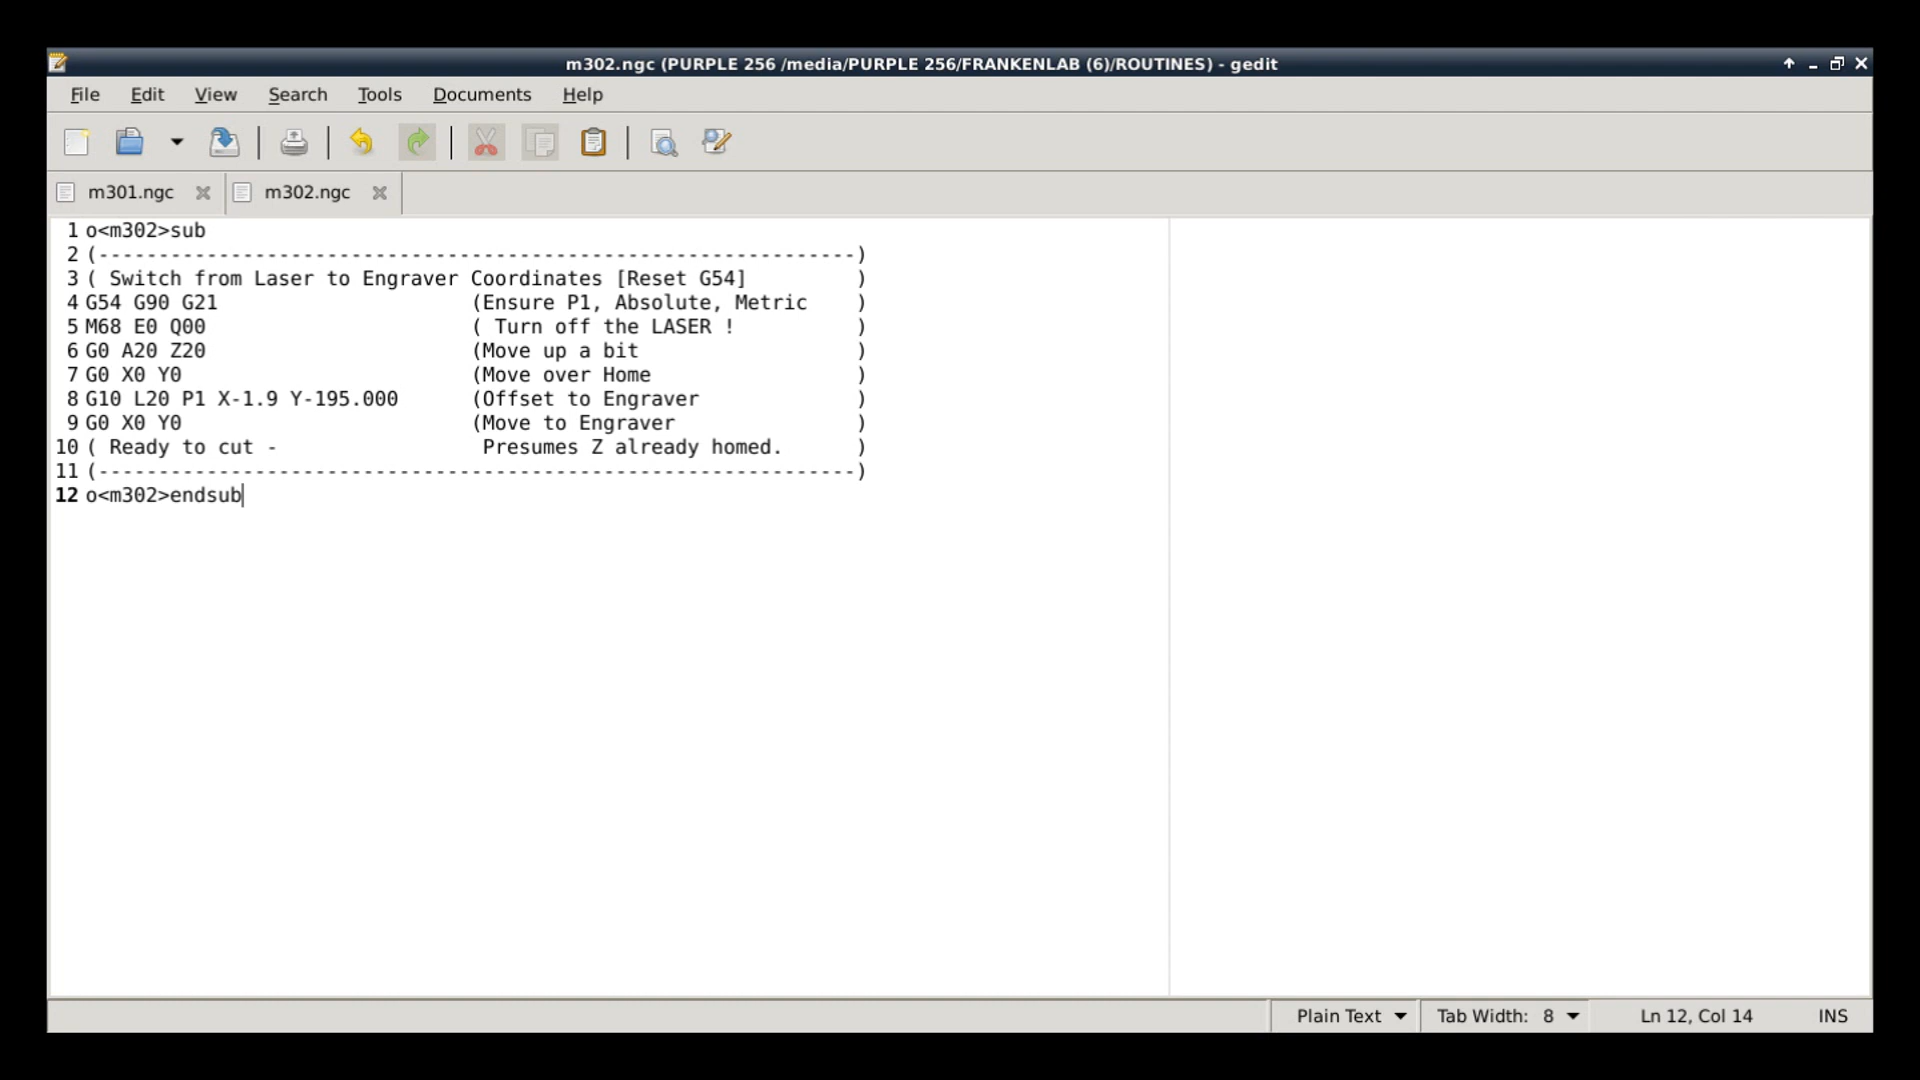 m302.ngc (PURPLE 256 /media/PURPLE 256/FRANKENLAB (6)/ROUTINES) - gedit
File Edit View Search Tools Documents Help
m301.ngc m302.ngc
1 o<m302>sub
2 (---------------------------------------------------------------)
3 ( Switch from Laser to Engraver Coordinates [Reset G54]         )
4 G54 G90 G21                     (Ensure P1, Absolute, Metric    )
5 M68 E0 Q00                      ( Turn off the LASER !          )
6 G0 A20 Z20                      (Move up a bit                  )
7 G0 X0 Y0                        (Move over Home                 )
8 G10 L20 P1 X-1.9 Y-195.000      (Offset to Engraver             )
9 G0 X0 Y0                        (Move to Engraver               )
10 ( Ready to cut -                 Presumes Z already homed.      )
11 (---------------------------------------------------------------)
12 o<m302>endsub
Plain Text Tab Width: 8 Ln 12, Col 14 INS